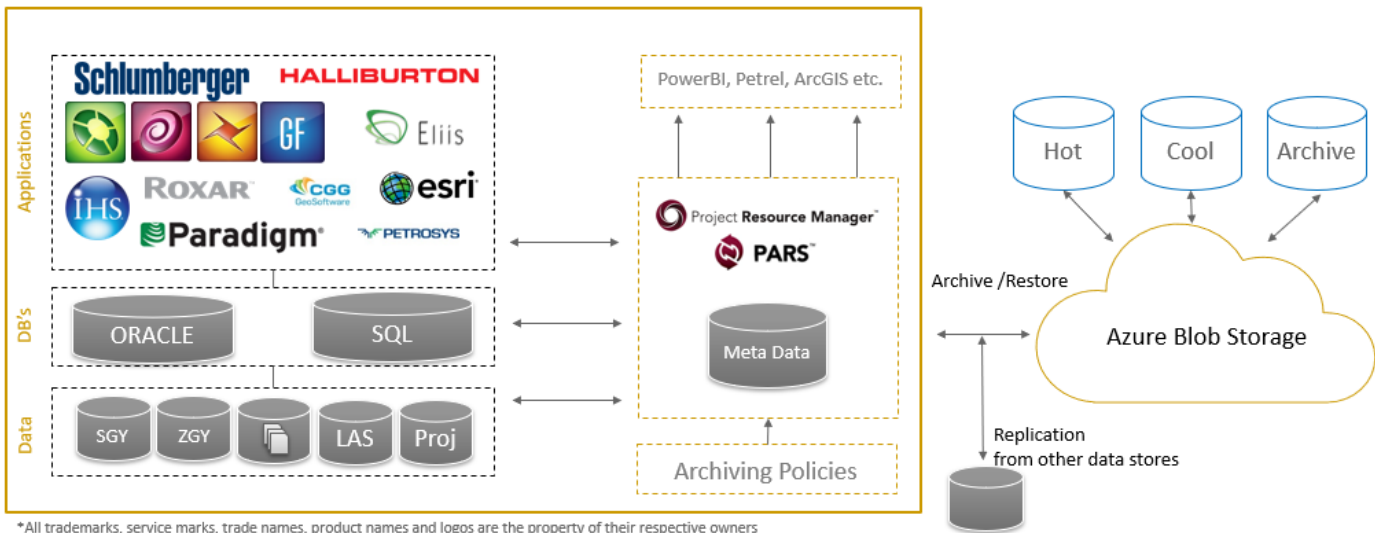 Applications
Schlumberger
HALLIBURTON
GF
Eliis
iHS
ROXAR™
CGG
GeoSoftware
esri
Paradigm®
PETROSYS
DB's
ORACLE
SQL
Data
SGY
ZGY
LAS
Proj
PowerBI, Petrel, ArcGIS etc.
Project Resource Manager™
PARS™
Meta Data
Archiving Policies
Hot
Cool
Archive
Archive /Restore
Azure Blob Storage
Replication
from other data stores
*All trademarks, service marks, trade names, product names and logos are the property of their respective owners